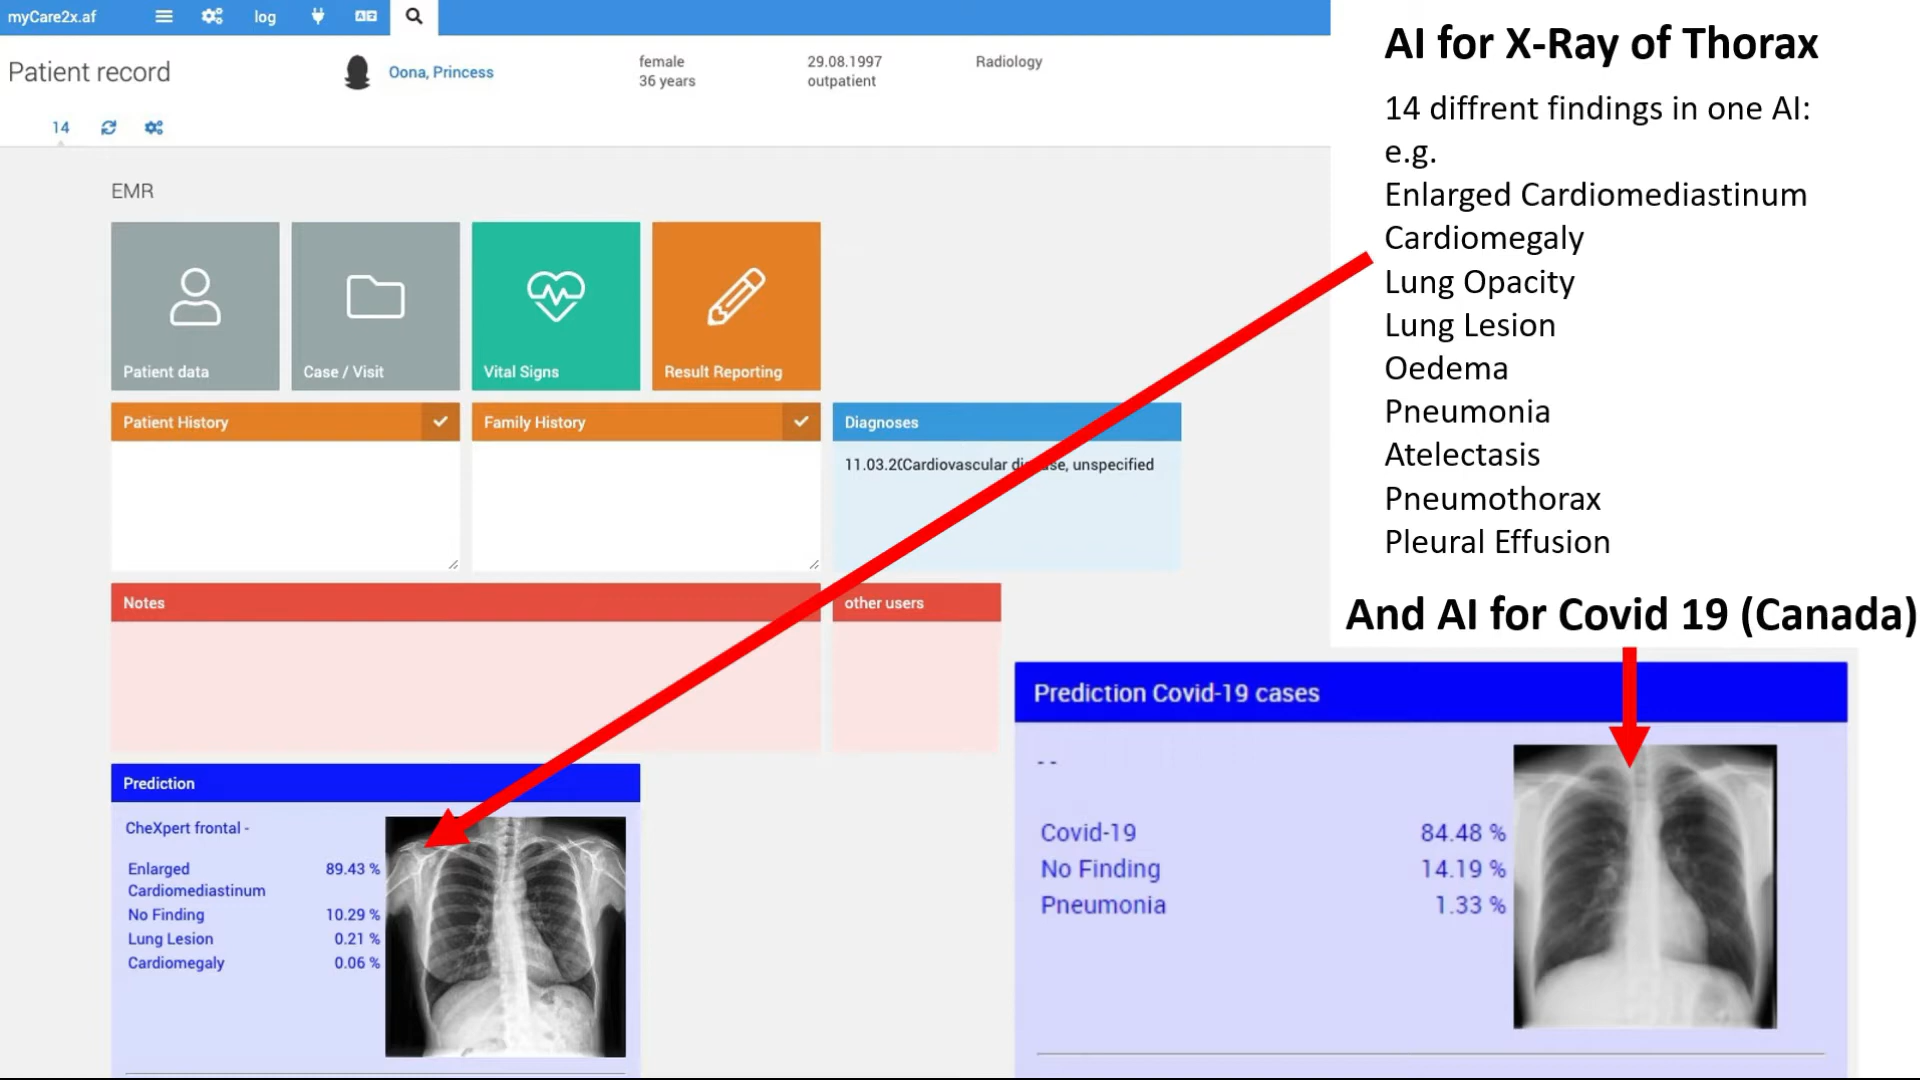 myCare2x.af
log
Patient record
Oona, Princess
female
36 years
29.08.1997
outpatient
Radiology
14
EMR
Patient data
Case / Visit
Vital Signs
Result Reporting
Patient History
Family History
Diagnoses
11.03.20Cardiovascular disease, unspecified
Notes
other users
Prediction
CheXpert frontal -
Enlarged Cardiomediastinum 89.43 %
No Finding 10.29 %
Lung Lesion 0.21 %
Cardiomegaly 0.06 %
AI for X-Ray of Thorax
14 diffrent findings in one AI:
e.g.
Enlarged Cardiomediastinum
Cardiomegaly
Lung Opacity
Lung Lesion
Oedema
Pneumonia
Atelectasis
Pneumothorax
Pleural Effusion
And AI for Covid 19 (Canada)
Prediction Covid-19 cases
- -
Covid-19 84.48 %
No Finding 14.19 %
Pneumonia 1.33 %